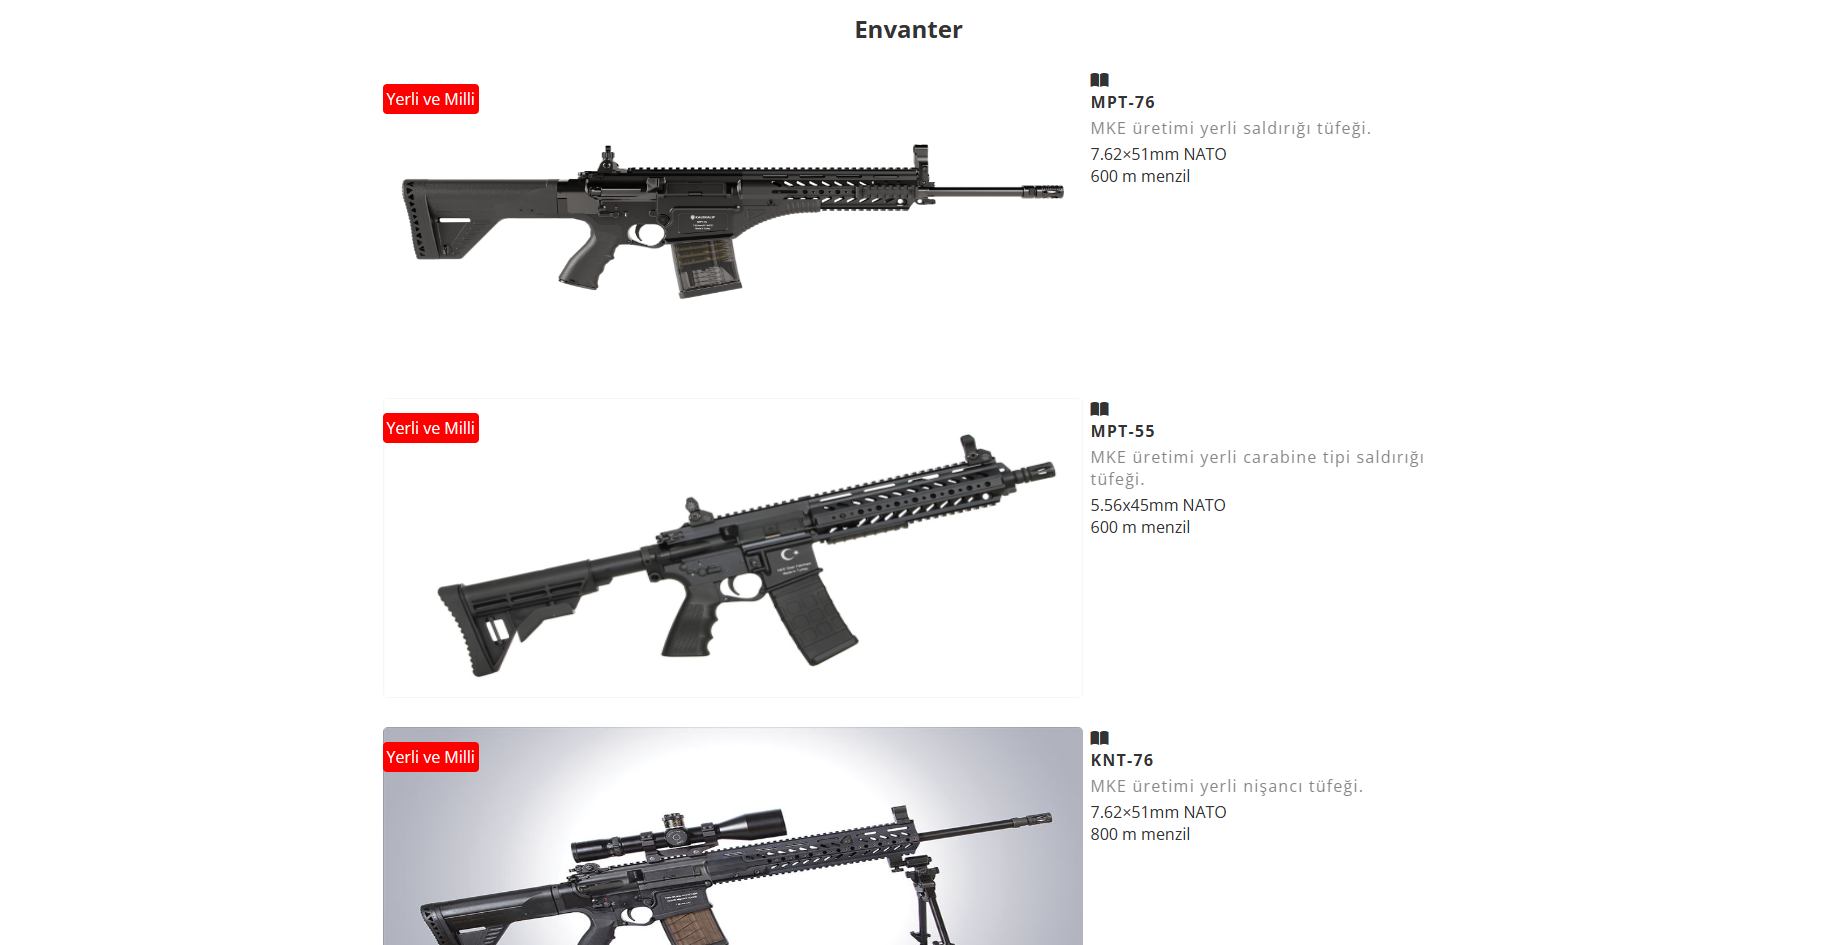 Envanter
Yerli ve Milli
MPT-76
MKE üretimi yerli saldırığı tüfeği.
7.62×51mm NATO
600 m menzil
Yerli ve Milli
MPT-55
MKE üretimi yerli carabine tipi saldırığı
tüfeği.
5.56x45mm NATO
600 m menzil
Yerli ve Milli
KNT-76
MKE üretimi yerli nişancı tüfeği.
7.62×51mm NATO
800 m menzil